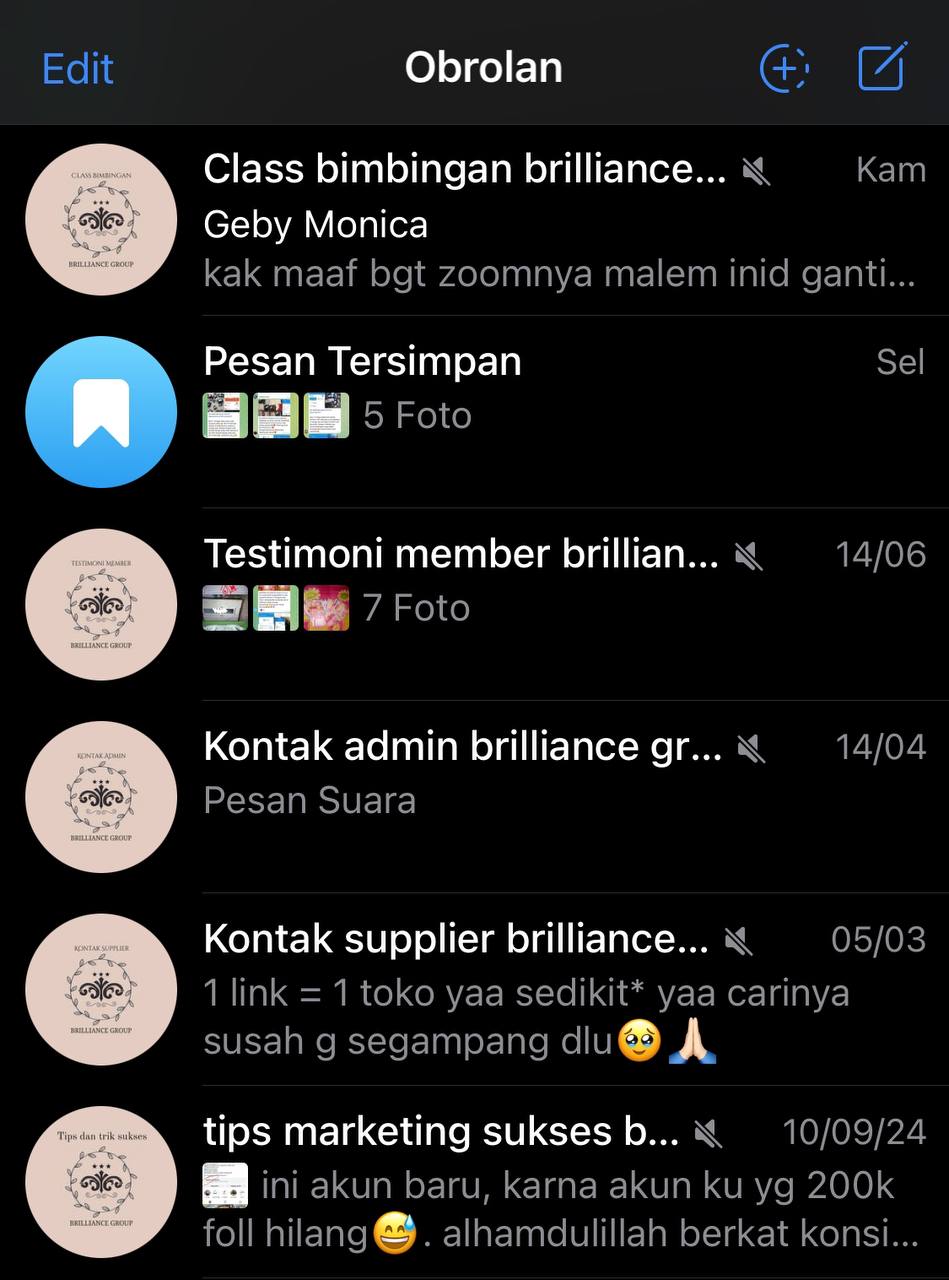 Edit
Obrolan
CLASS BIMBINGAN
BRILLIANCE GROUP
Class bimbingan brilliance...
Kam
Geby Monica
kak maaf bgt zoomnya malem inid ganti...
Pesan Tersimpan
Sel
5 Foto
TESTIMONI MEMBER
BRILLIANCE GROUP
Testimoni member brillian...
14/06
7 Foto
KONTAK ADMIN
BRILLIANCE GROUP
Kontak admin brilliance gr...
14/04
Pesan Suara
KONTAK SUPPLIER
BRILLIANCE GROUP
Kontak supplier brilliance...
05/03
1 link = 1 toko yaa sedikit* yaa carinya
susah g segampang dlu🥹🙏🏻
Tips dan trik sukses
BRILLIANCE GROUP
tips marketing sukses b...
10/09/24
ini akun baru, karna akun ku yg 200k
foll hilang😅. alhamdulillah berkat konsi...